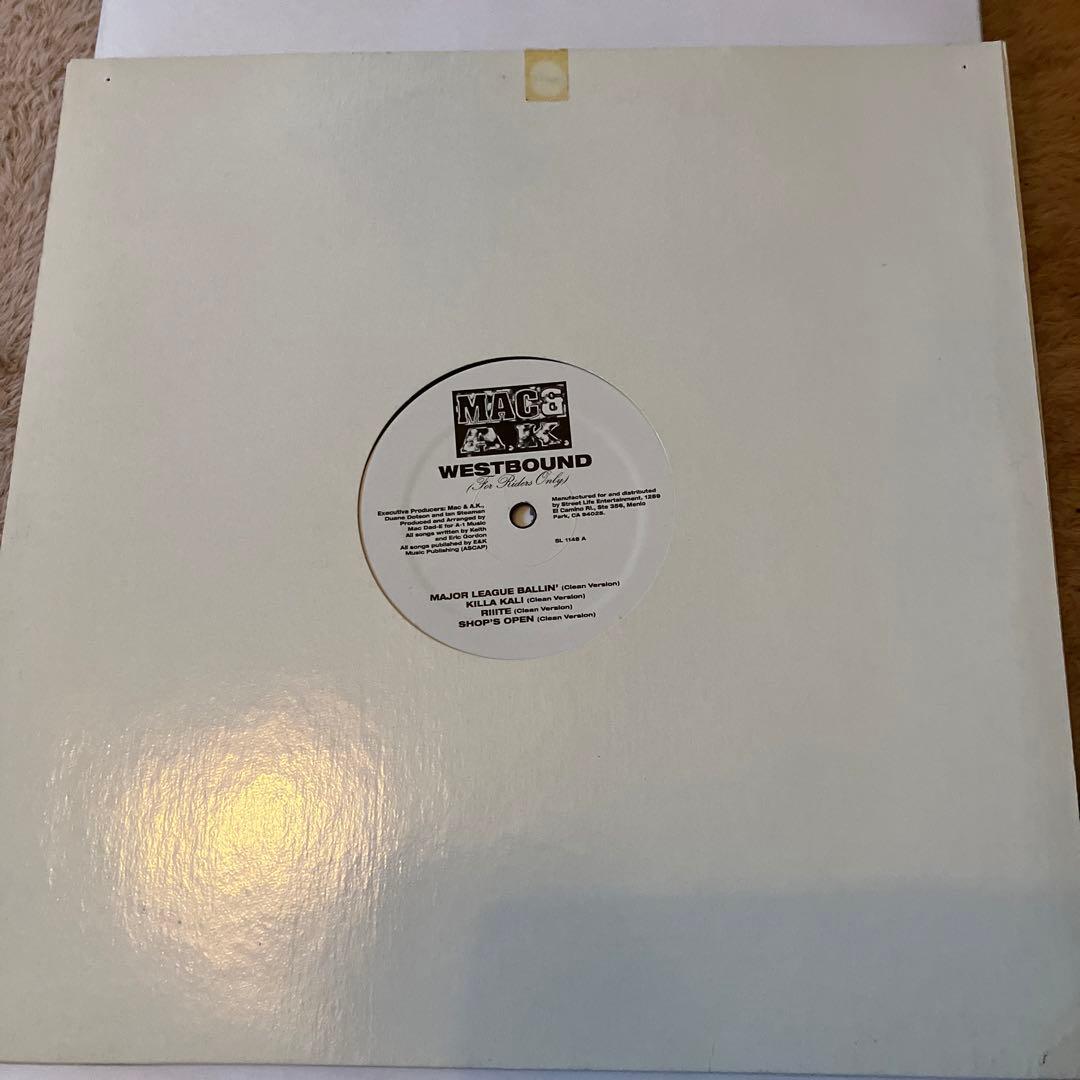 MAC&
A.K.
WESTBOUND
(For Riders Only)
Executive Producers: Mac & A.K.,
Duane Dotson and Ian Steaman
Produced and Arranged by
Mac Dad-E for A-1 Music
All songs written by Keith
and Eric Gordon
All songs published by E&K
Music Publishing (ASCAP)
Manufactured for and distributed
by Street Life Entertainment, 1259
El Camino RL, Ste 356, Menlo
Park, CA 94025.
SL 1148 A
MAJOR LEAGUE BALLIN' (Clean Version)
KILLA KALI (Clean Version)
RIIITE (Clean Version)
SHOP'S OPEN (Clean Version)